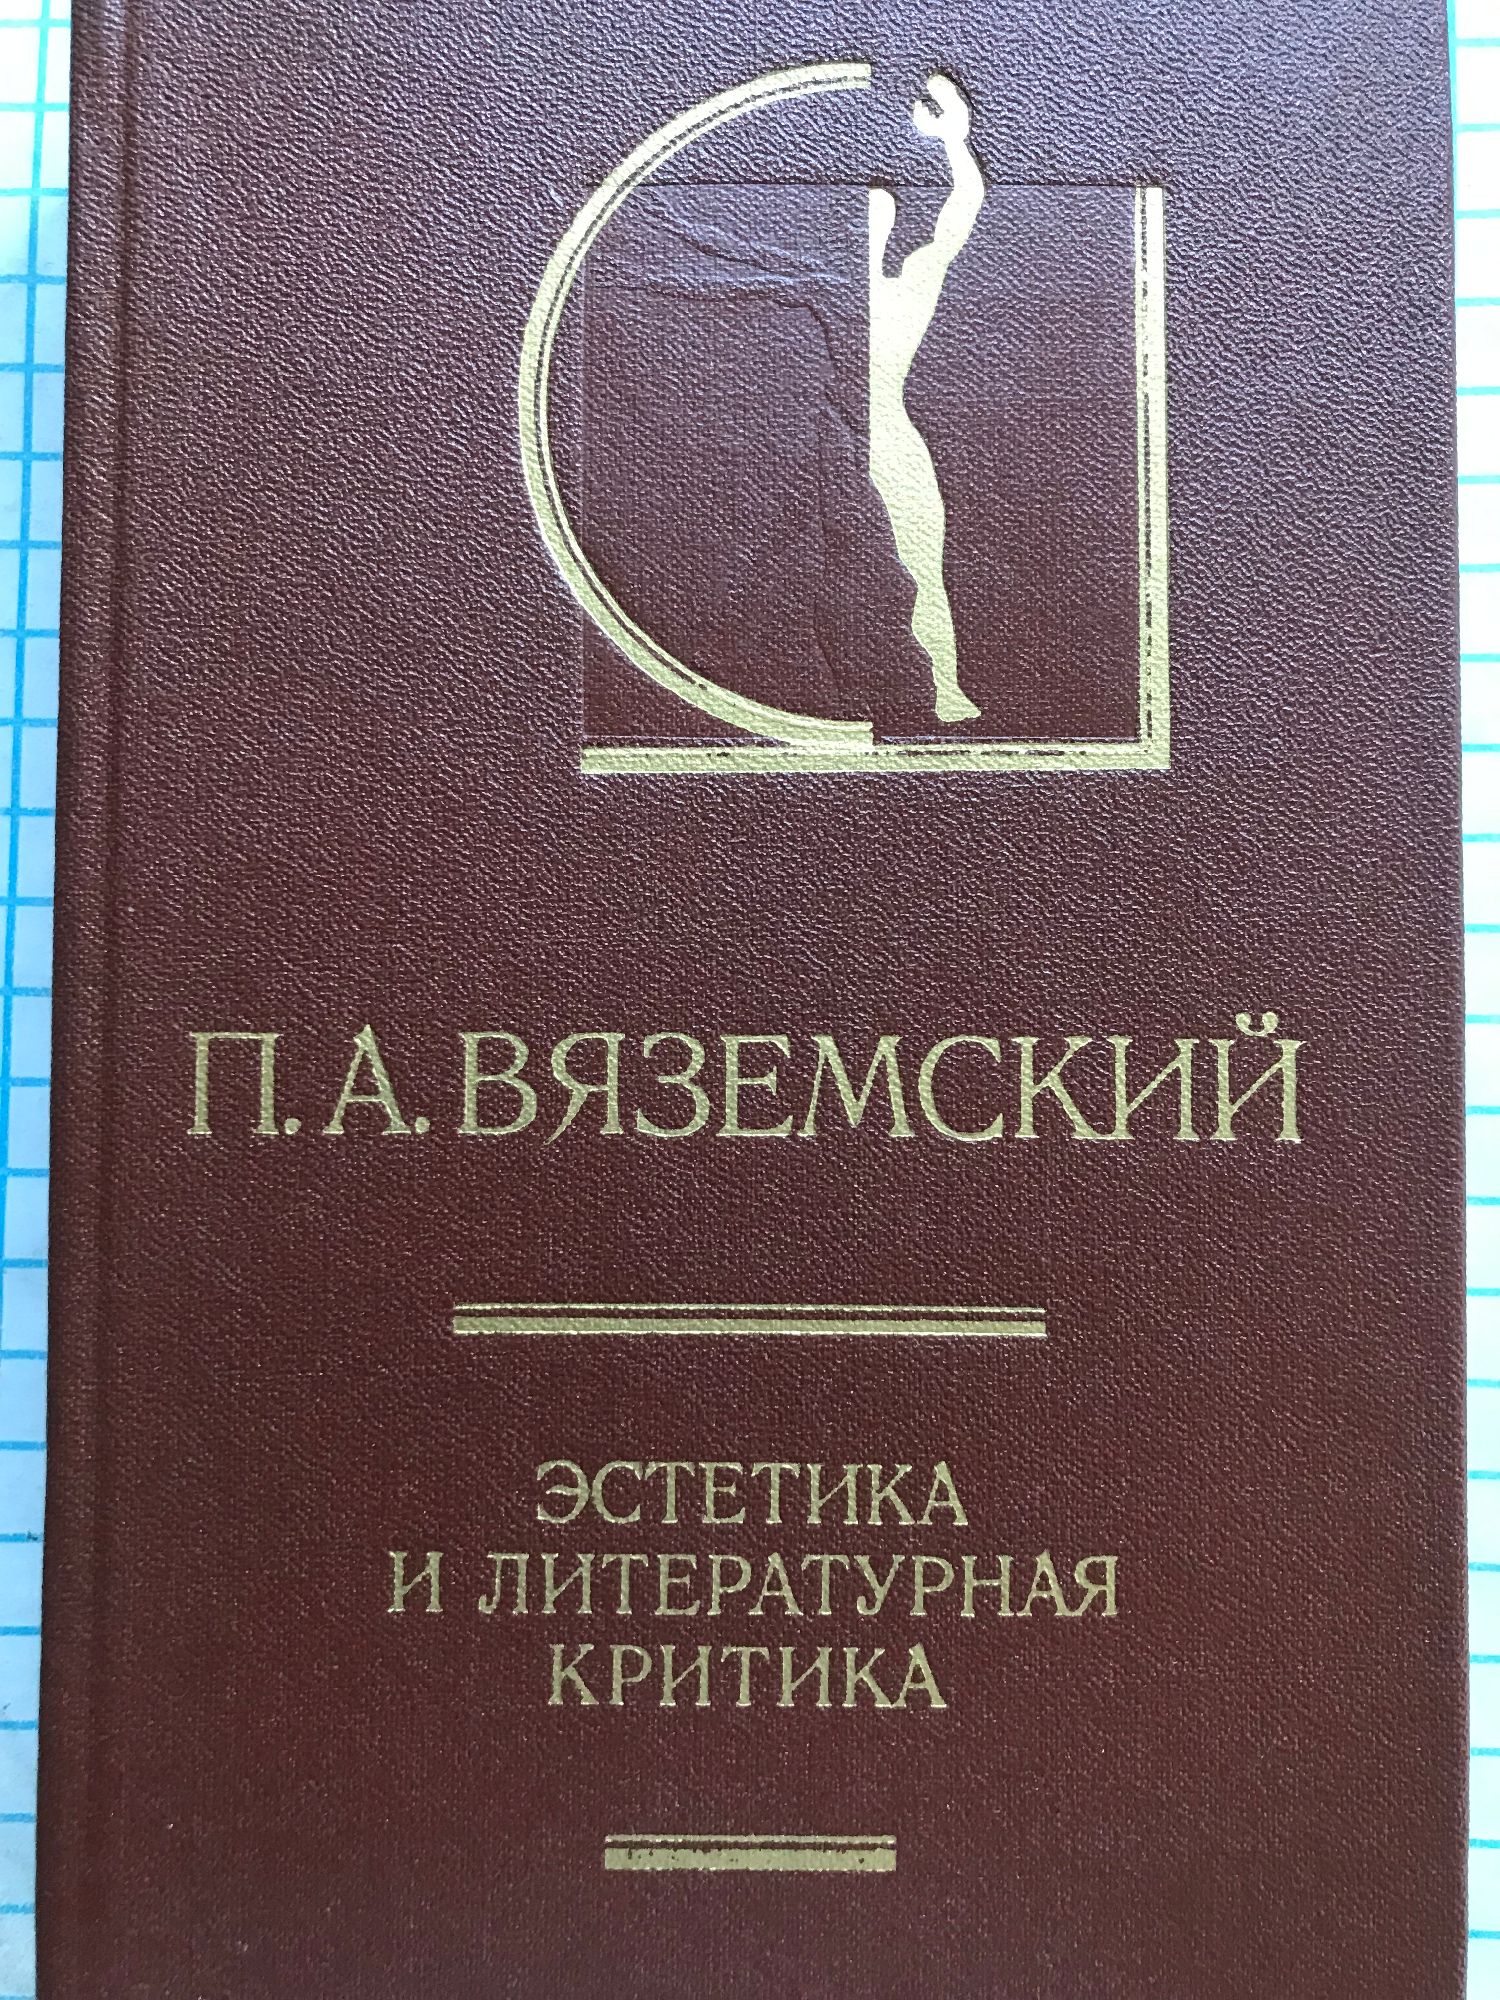 П. А. ВЯЗЕМСКИЙ
ЭСТЕТИКА
И ЛИТЕРАТУРНАЯ
КРИТИКА